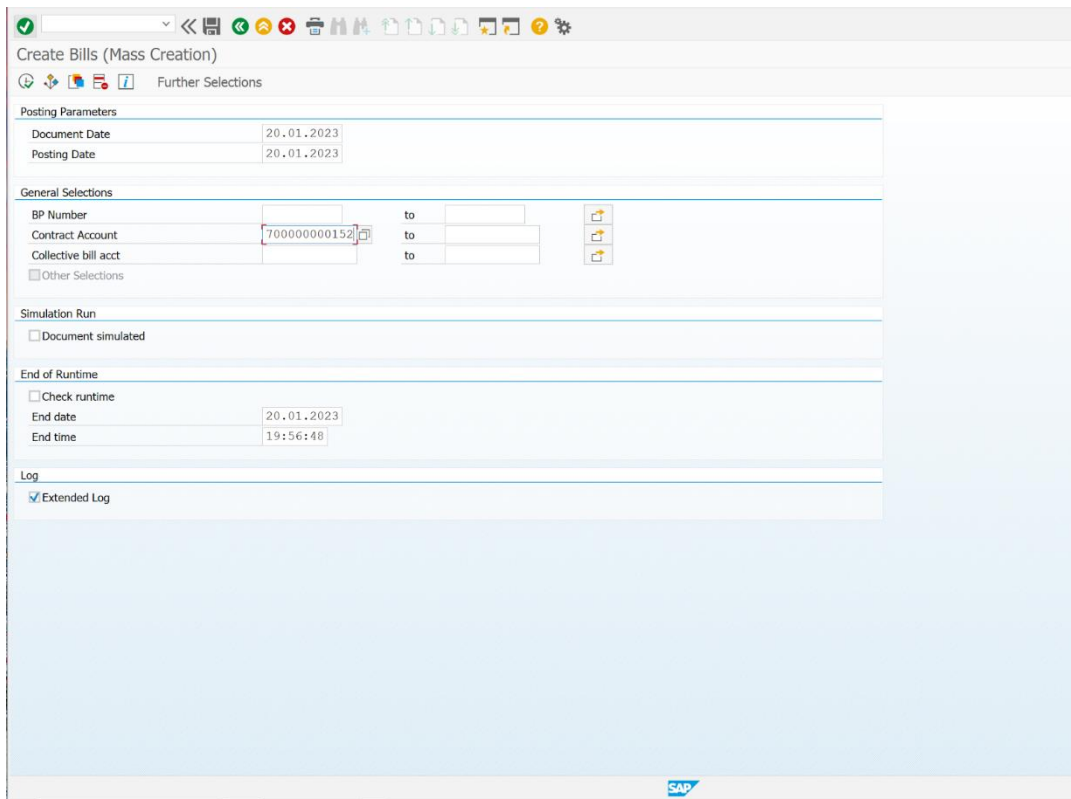 Create Bills (Mass Creation)
i Further Selections
Posting Parameters
Document Date 20.01.2023
Posting Date 20.01.2023
General Selections
BP Number to
Contract Account 700000000152 to
Collective bill acct to
Other Selections
Simulation Run
Document simulated
End of Runtime
Check runtime
End date 20.01.2023
End time 19:56:48
Log
Extended Log
SAP